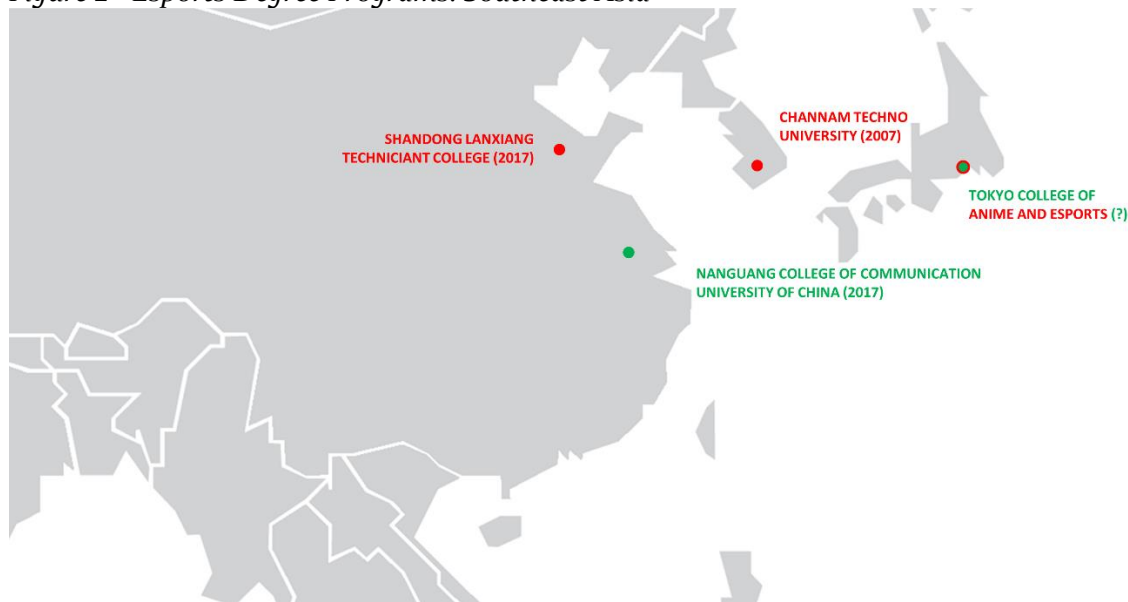 Figure - Esports Degree Programs: Southeast Asia
SHANDONG LANXIANG
TECHNICIANT COLLEGE (2017)
CHANNAM TECHNO
UNIVERSITY (2007)
TOKYO COLLEGE OF
ANIME AND ESPORTS (?)
NANGUANG COLLEGE OF COMMUNICATION
UNIVERSITY OF CHINA (2017)